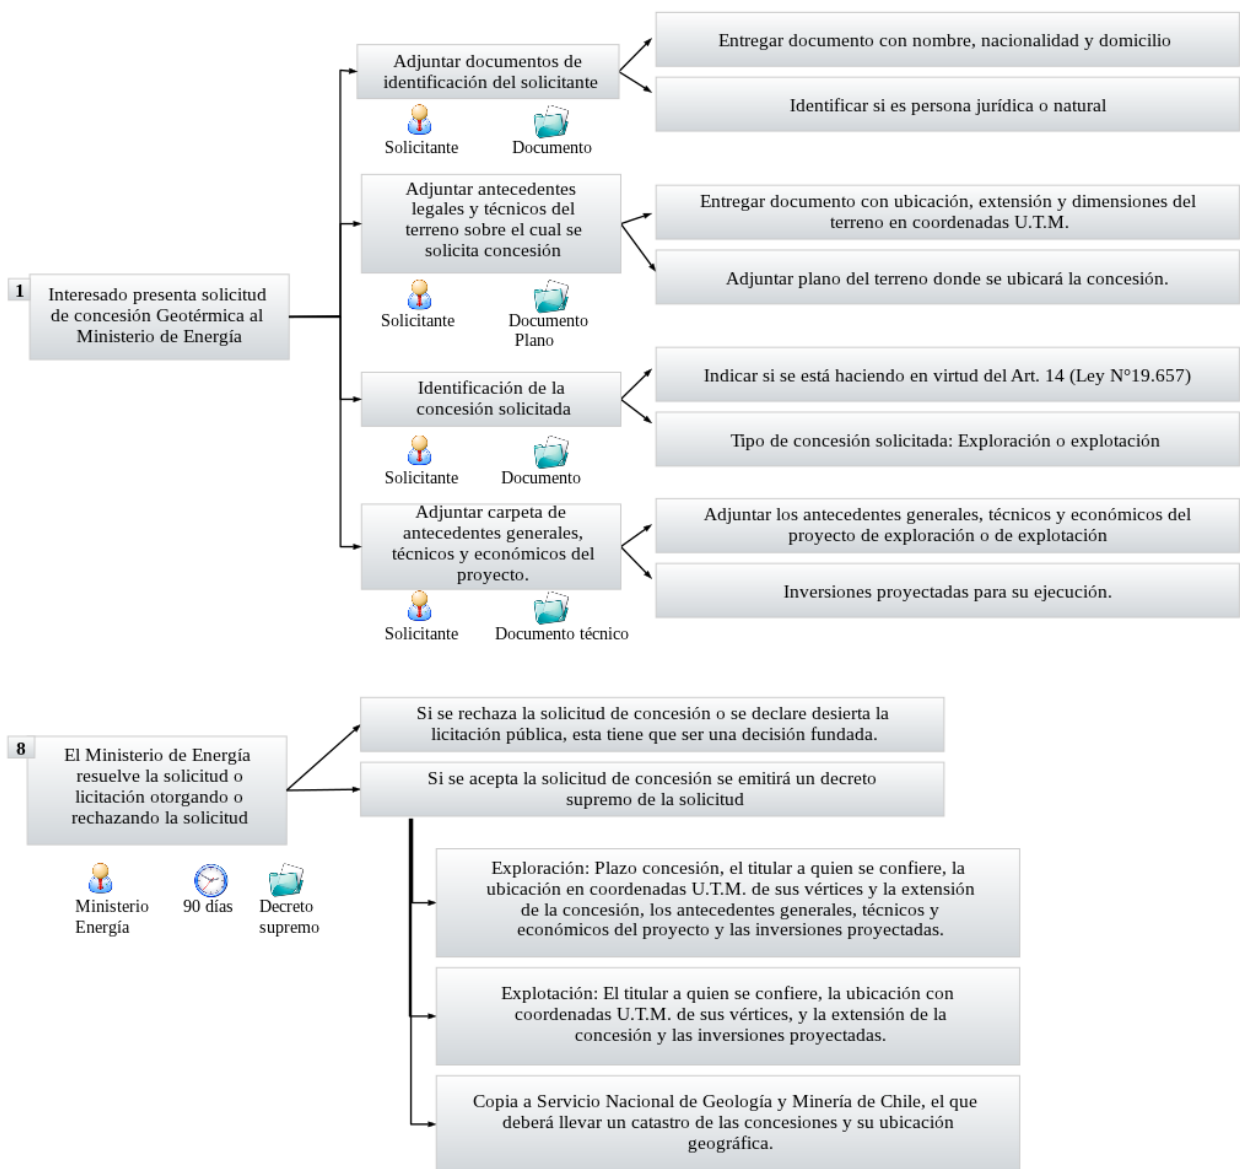 1
Interesado presenta solicitud
de concesión Geotérmica al
Ministerio de Energía
Adjuntar documentos de
identificación del solicitante
Solicitante
Documento
Entregar documento con nombre, nacionalidad y domicilio
Identificar si es persona jurídica o natural
Adjuntar antecedentes
legales y técnicos del
terreno sobre el cual se
solicita concesión
Solicitante
Documento
Plano
Entregar documento con ubicación, extensión y dimensiones del
terreno en coordenadas U.T.M.
Adjuntar plano del terreno donde se ubicará la concesión.
Identificación de la
concesión solicitada
Solicitante
Documento
Indicar si se está haciendo en virtud del Art. 14 (Ley N°19.657)
Tipo de concesión solicitada: Exploración o explotación
Adjuntar carpeta de
antecedentes generales,
técnicos y económicos del
proyecto.
Solicitante
Documento técnico
Adjuntar los antecedentes generales, técnicos y económicos del
proyecto de exploración o de explotación
Inversiones proyectadas para su ejecución.
8
El Ministerio de Energía
resuelve la solicitud o
licitación otorgando o
rechazando la solicitud
Ministerio
Energía
90 días
Decreto
supremo
Si se rechaza la solicitud de concesión o se declare desierta la
licitación pública, esta tiene que ser una decisión fundada.
Si se acepta la solicitud de concesión se emitirá un decreto
supremo de la solicitud
Exploración: Plazo concesión, el titular a quien se confiere, la
ubicación en coordenadas U.T.M. de sus vértices y la extensión
de la concesión, los antecedentes generales, técnicos y
económicos del proyecto y las inversiones proyectadas.
Explotación: El titular a quien se confiere, la ubicación con
coordenadas U.T.M. de sus vértices, y la extensión de la
concesión y las inversiones proyectadas.
Copia a Servicio Nacional de Geología y Minería de Chile, el que
deberá llevar un catastro de las concesiones y su ubicación
geográfica.